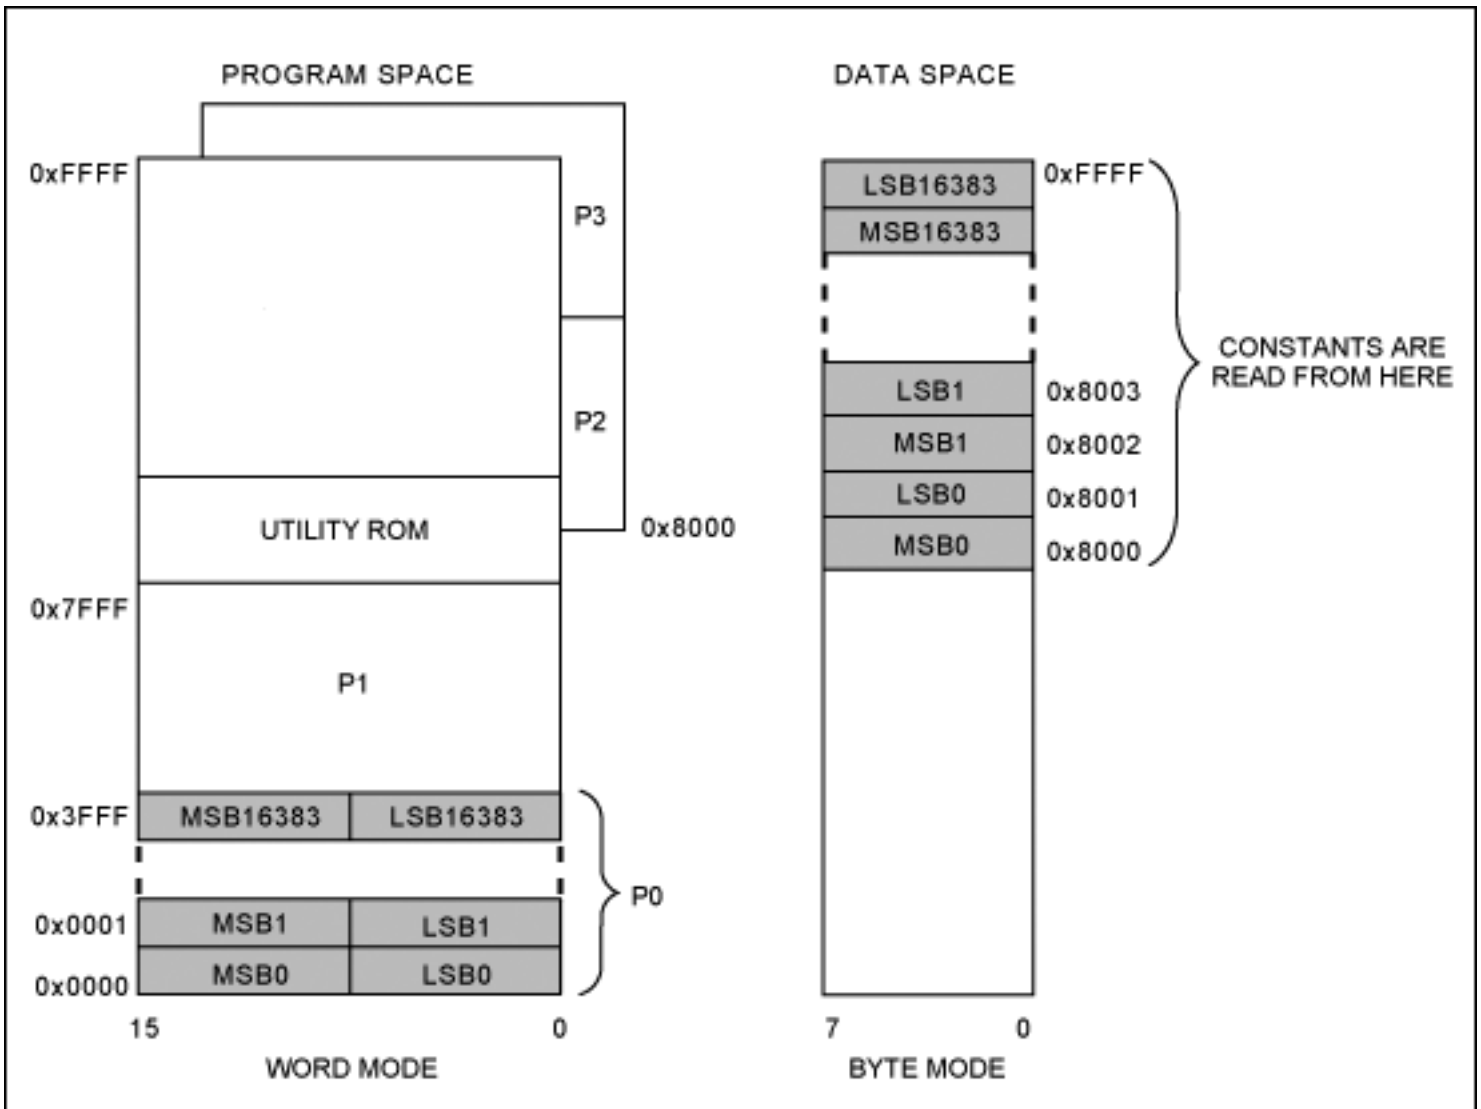 PROGRAM SPACE
DATA SPACE
0xFFFF
P3
P2
UTILITY ROM
0x8000
0x7FFF
P1
0x3FFF
MSB16383
LSB16383
P0
0x0001
MSB1
LSB1
0x0000
MSB0
LSB0
15
0
WORD MODE
LSB16383
0xFFFF
MSB16383
CONSTANTS ARE
READ FROM HERE
LSB1
0x8003
MSB1
0x8002
LSB0
0x8001
MSB0
0x8000
7
0
BYTE MODE